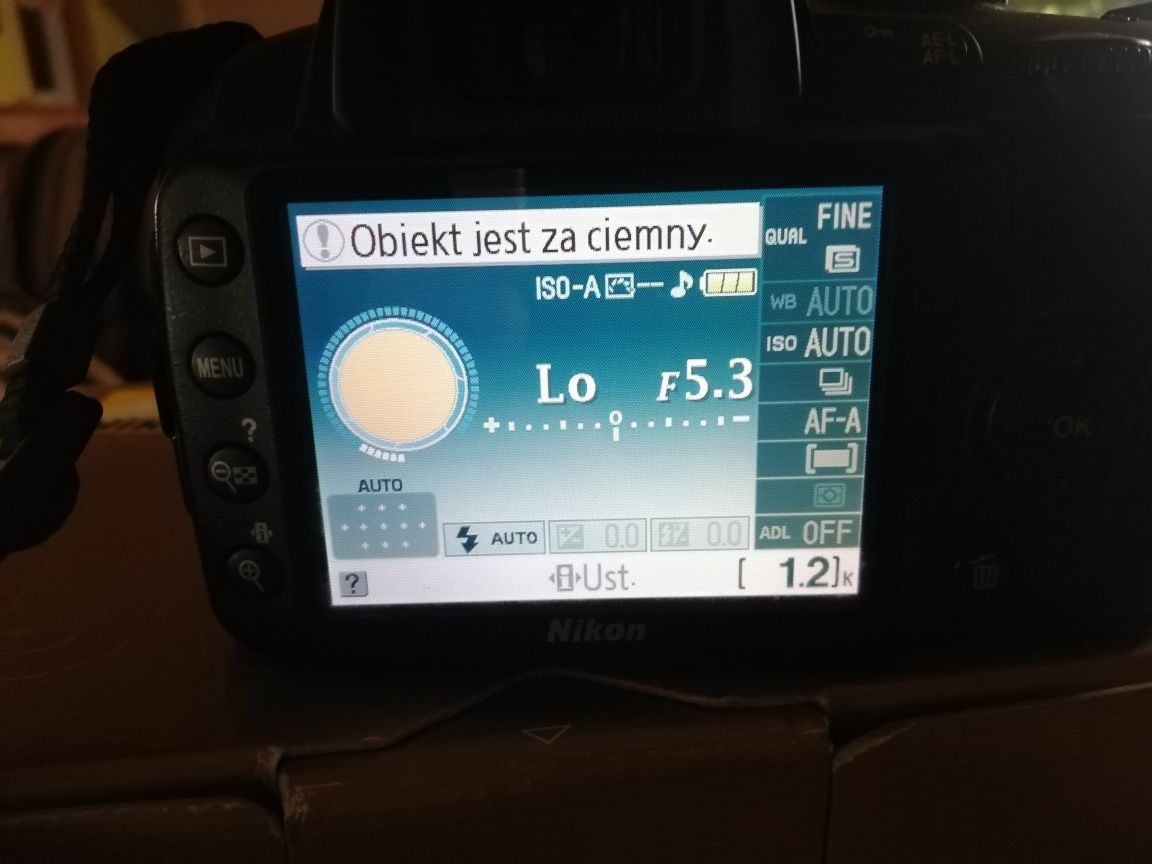 AE-L
AF-L
Obiekt jest za ciemny.
FINE
QUAL
S
ISO-A -- 
WB AUTO
ISO AUTO
Lo F5.3
+ 0 -
AF-A
MENU
?
AUTO
AUTO 0.0 0.0
ADL OFF
? Ust. [ 1.2]K
OK
Nikon